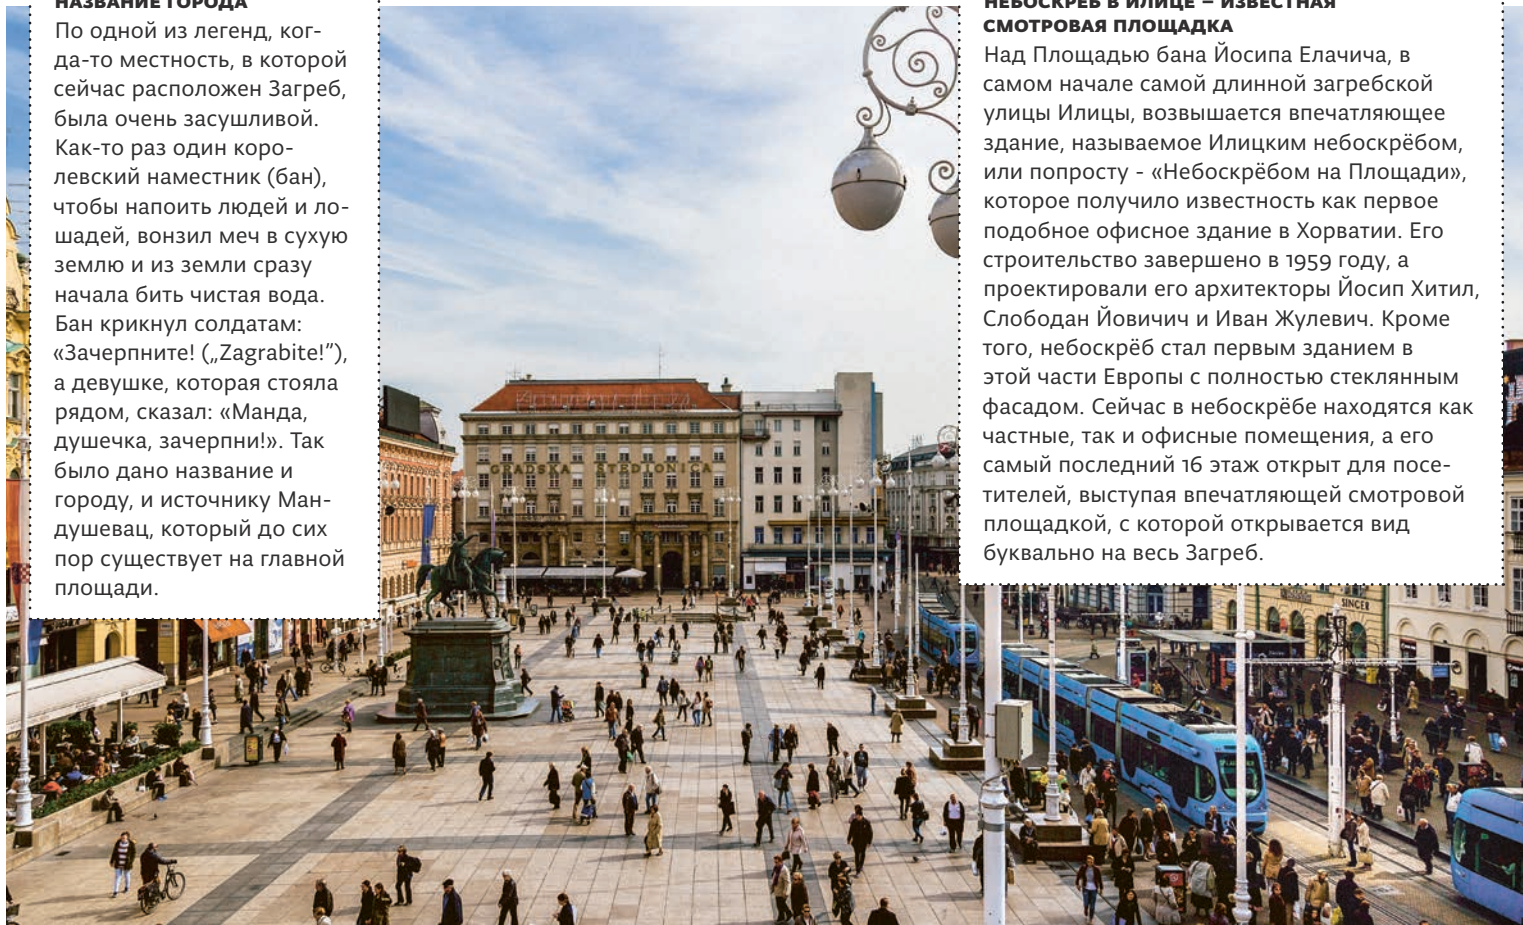 НАЗВАНИЕ ГОРОДА
По одной из легенд, ког-
да-то местность, в которой
сейчас расположен Загреб,
была очень засушливой.
Как-то раз один коро-
левский наместник (бан),
чтобы напоить людей и ло-
шадей, вонзил меч в сухую
землю и из земли сразу
начала бить чистая вода.
Бан крикнул солдатам:
«Зачерпните! („Zagrabite!”),
а девушке, которая стояла
рядом, сказал: «Манда,
душечка, зачерпни!». Так
было дано название и
городу, и источнику Ман-
душевац, который до сих
пор существует на главной
площади.
НЕБОСКРЁБ В ИЛИЦЕ – ИЗВЕСТНАЯ
СМОТРОВАЯ ПЛОЩАДКА
Над Площадью бана Йосипа Елачича, в
самом начале самой длинной загребской
улицы Илицы, возвышается впечатляющее
здание, называемое Илицким небоскрёбом,
или попросту - «Небоскрёбом на Площади»,
которое получило известность как первое
подобное офисное здание в Хорватии. Его
строительство завершено в 1959 году, а
проектировали его архитекторы Йосип Хитил,
Слободан Йовичич и Иван Жулевич. Кроме
того, небоскрёб стал первым зданием в
этой части Европы с полностью стеклянным
фасадом. Сейчас в небоскрёбе находятся как
частные, так и офисные помещения, а его
самый последний 16 этаж открыт для посе-
тителей, выступая впечатляющей смотровой
площадкой, с которой открывается вид
буквально на весь Загреб.
GRADSKA ŠTEDIONICA
SINGER